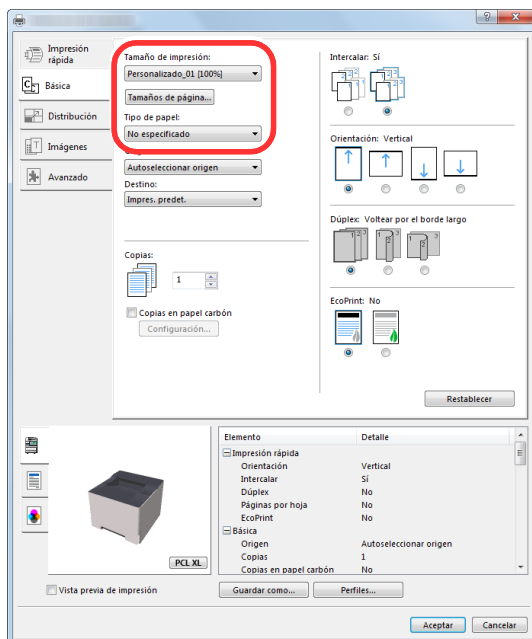 Impresión
rápida
Básica
Distribución
Imágenes
Avanzado
Tamaño de impresión:
Personalizado_01 [100%]
Tamaños de página...
Tipo de papel:
No especificado
Autoseleccionar origen
Destino:
Impres. predet.
Copias:
1
Copias en papel carbón
Configuración...
Intercalar: Sí
Orientación: Vertical
Dúplex: Voltear por el borde largo
EcoPrint: No
Restablecer
PCL XL
Vista previa de impresión
Elemento Detalle
Impresión rápida
Orientación Vertical
Intercalar Sí
Dúplex No
Páginas por hoja No
EcoPrint No
Básica
Origen Autoseleccionar origen
Copias 1
Copias en papel carbón No
Guardar como... Perfiles...
Aceptar Cancelar